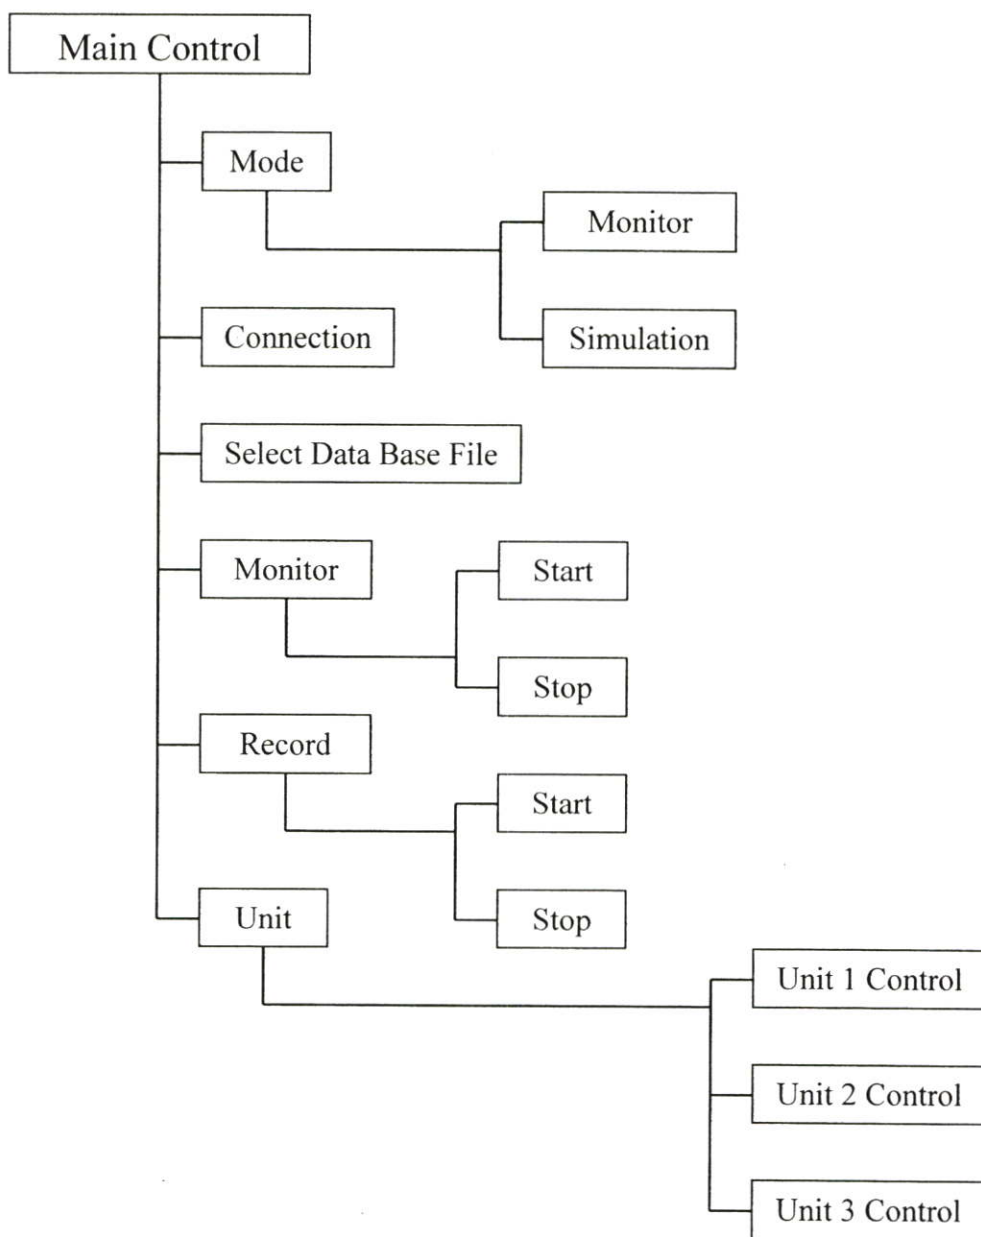 Main Control
Mode
Monitor
Simulation
Connection
Select Data Base File
Monitor
Start
Stop
Record
Start
Stop
Unit
Unit 1 Control
Unit 2 Control
Unit 3 Control